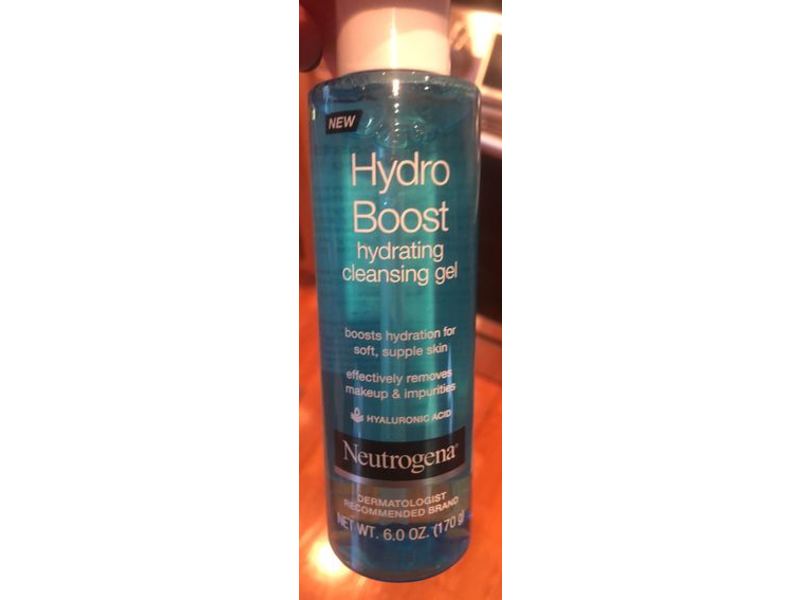 NEW
Hydro
Boost
hydrating
cleansing gel
boosts hydration for
soft, supple skin
effectively removes
makeup & impurities
HYALURONIC ACID
Neutrogena®
DERMATOLOGIST
RECOMMENDED BRAND
NET WT. 6.0 OZ. (170 g)